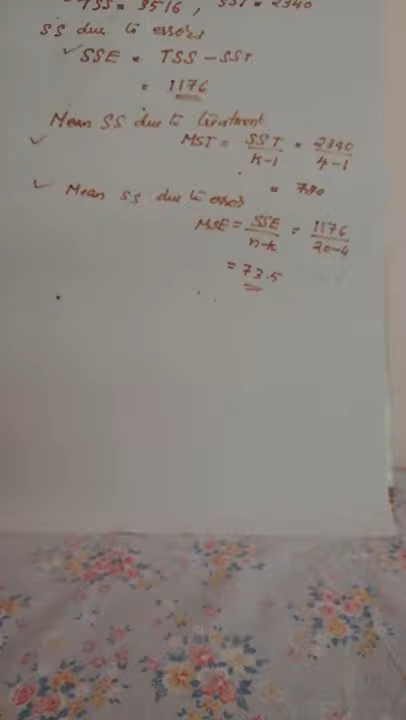 TSS = 3516, SST = 2340
SS due to errors
✓ SSE = TSS - SST
= 1176
Mean SS due to treatment
✓ MST = SST/k-1 = 2340/4-1
= 780
✓ Mean SS due to error
MSE = SSE/n-k = 1176/20-4
= 73.5